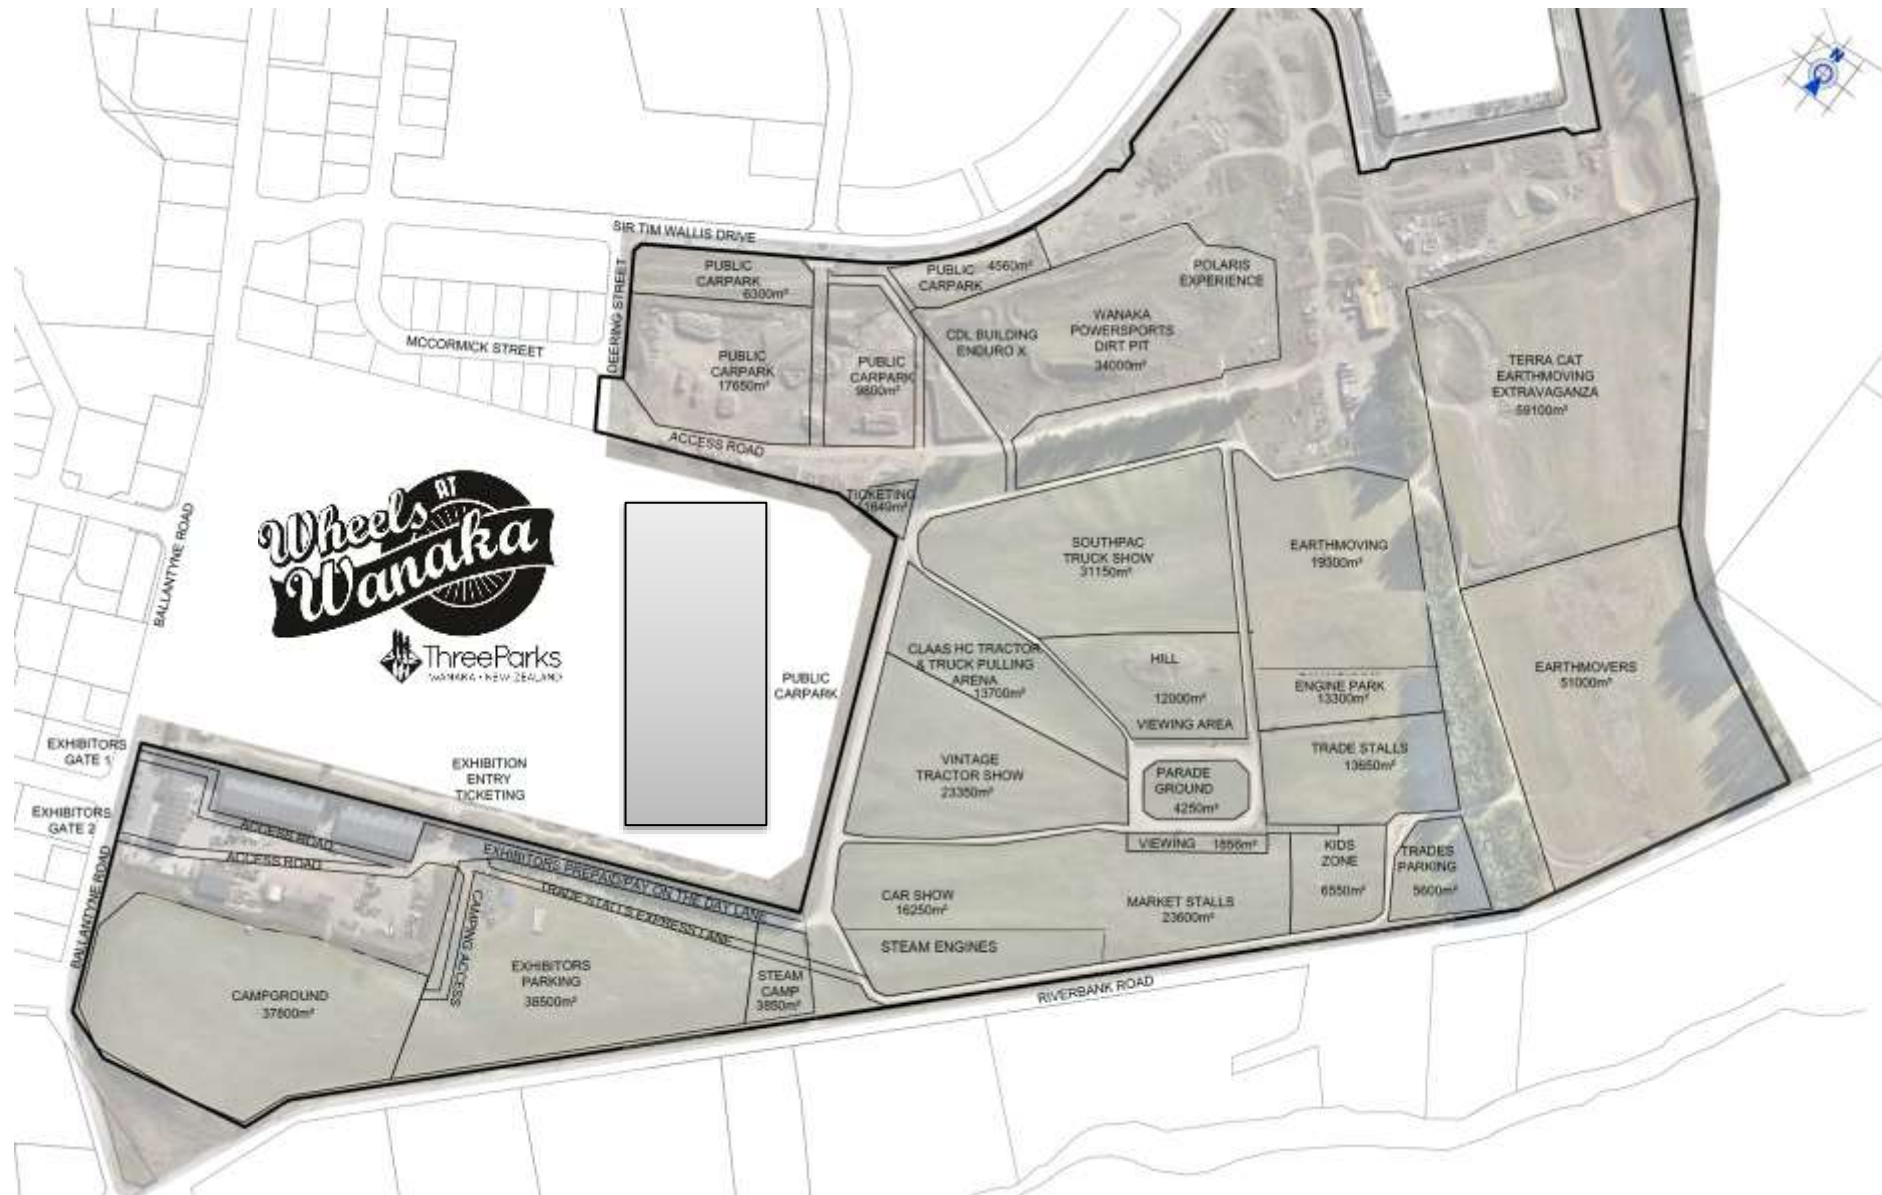 N
SIR TIM WALLIS DRIVE
DEERING STREET
MCCORMICK STREET
PUBLIC
CARPARK
6300m²
PUBLIC
CARPARK
4560m²
POLARIS
EXPERIENCE
CDL BUILDING
ENDURO X
WANAKA
POWERSPORTS
DIRT PIT
34000m²
PUBLIC
CARPARK
17650m²
PUBLIC
CARPARK
9800m²
TERRA CAT
EARTHMOVING
EXTRAVAGANZA
59100m²
ACCESS ROAD
TICKETING
1649m²
Wheels AT
Wanaka
ThreeParks
WANAKA • NEW ZEALAND
BALLANTYNE ROAD
SOUTHPAC
TRUCK SHOW
31150m²
EARTHMOVING
19300m²
CLAAS HC TRACTOR
& TRUCK PULLING
ARENA
13700m²
HILL
12000m²
VIEWING AREA
ENGINE PARK
13300m²
EARTHMOVERS
51000m²
PUBLIC
CARPARK
TRADE STALLS
13650m²
VINTAGE
TRACTOR SHOW
23350m²
PARADE
GROUND
4250m²
EXHIBITORS
GATE 1
EXHIBITION
ENTRY
TICKETING
EXHIBITORS
GATE 2
ACCESS ROAD
ACCESS ROAD
BALLANTYNE ROAD
EXHIBITORS PREPAID/PAY ON THE DAY LANE
TRADE STALLS EXPRESS LANE
CAMPING ACCESS
VIEWING 1856m²
KIDS
ZONE
6550m²
TRADES
PARKING
5600m²
CAR SHOW
16250m²
MARKET STALLS
23600m²
STEAM ENGINES
EXHIBITORS
PARKING
38500m²
STEAM
CAMP
3850m²
CAMPGROUND
37800m²
RIVERBANK ROAD